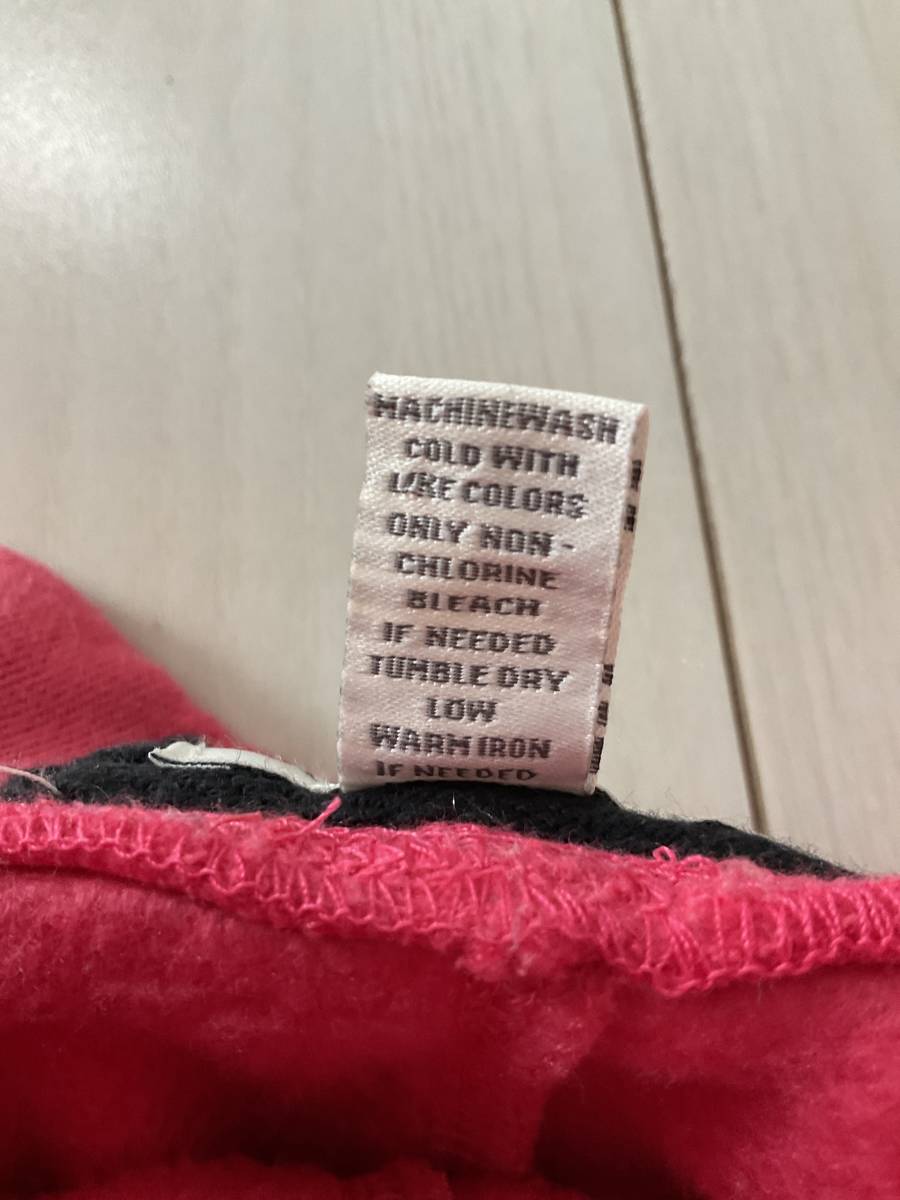 MACHINEWASH
COLD WITH
LIKE COLORS
ONLY NON -
CHLORINE
BLEACH
IF NEEDED
TUMBLE DRY
LOW
WARM IRON
IF NEEDED